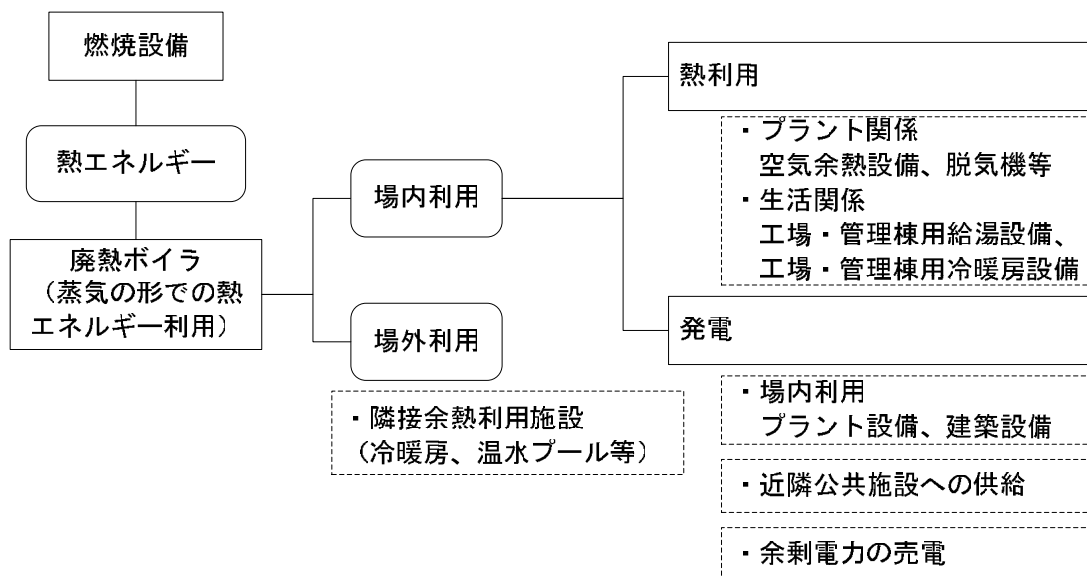 燃焼設備
熱エネルギー
廃熱ボイラ
（蒸気の形での熱
エネルギー利用）
場内利用
場外利用
・隣接余熱利用施設
（冷暖房、温水プール等）
熱利用
・プラント関係
空気余熱設備、脱気機等
・生活関係
工場・管理棟用給湯設備、
工場・管理棟用冷暖房設備
発電
・場内利用
プラント設備、建築設備
・近隣公共施設への供給
・余剰電力の売電